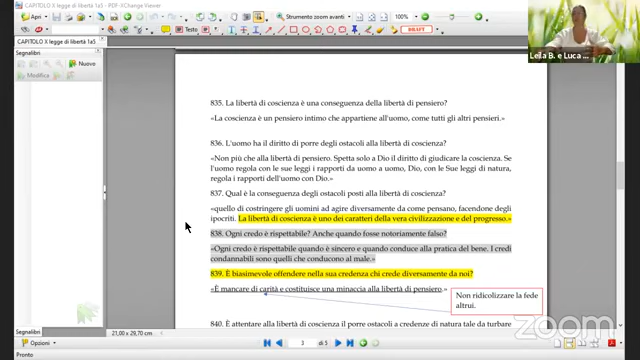 CAPITOLO X legge di libertà 1a5 - PDF-XChange Viewer
Strumento zoom avanti
100%
Apri
Testo
DRAFT
CAPITOLO X legge di libertà 1a5
Segnalibri
Nuovo
Modifica
Leila B. e Luca
835. La libertà di coscienza è una conseguenza della libertà di pensiero?
«La coscienza è un pensiero intimo che appartiene all'uomo, come tutti gli altri pensieri.»
836. L'uomo ha il diritto di porre degli ostacoli alla libertà di coscienza?
«Non più che alla libertà di pensiero. Spetta solo a Dio il diritto di giudicare la coscienza. Se
l'uomo regola con sue leggi i rapporti da uomo a uomo, Dio, con le Sue leggi di natura,
regola i rapporti dell'uomo con Dio.»
837. Qual è la conseguenza degli ostacoli posti alla libertà di coscienza?
«quello di costringere gli uomini ad agire diversamente da come pensano, facendone degli
ipocriti. La libertà di coscienza è uno dei caratteri della vera civilizzazione e del progresso.»
838. Ogni credo è rispettabile? Anche quando fosse notoriamente falso?
«Ogni credo è rispettabile quando è sincero e quando conduce alla pratica del bene. I credi
condannabili sono quelli che conducono al male.»
839. È biasimevole offendere nella sua credenza chi crede diversamente da noi?
«È mancare di carità e costituisce una minaccia alla libertà di pensiero.»
Non ridicolizzare la fede
altrui.
840. È attentare alla libertà di coscienza il porre ostacoli a credenze di natura tale da turbare
zoom
Segnalibri
21,00 x 29,70 cm
Opzioni
3
di 5
Pronto